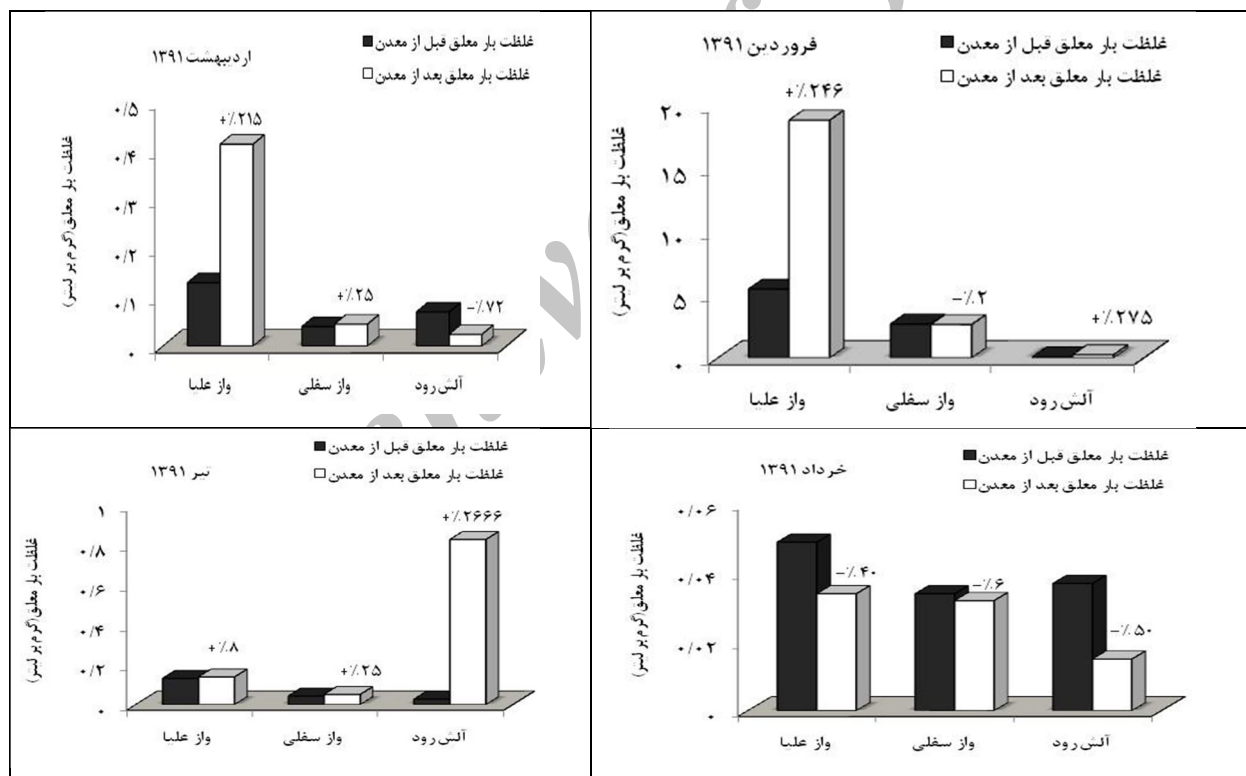 فروردین ۱۳۹۱
غلظت بار معلق قبل از معدن
غلظت بار معلق بعد از معدن
غلظت بار معلق(گرم بر لیتر)
۲۰
۱۵
۱۰
۵
۰
+٪۲۴۶
-٪۲
+٪۲۷۵
واز علیا
واز سفلی
آلش رود
اردیبهشت ۱۳۹۱
غلظت بار معلق قبل از معدن
غلظت بار معلق بعد از معدن
غلظت بار معلق(گرم بر لیتر)
۰/۵
۰/۴
۰/۳
۰/۲
۰/۱
۰
+٪۲۱۵
+٪۲۵
-٪۷۲
واز علیا
واز سفلی
آلش رود
خرداد ۱۳۹۱
غلظت بار معلق قبل از معدن
غلظت بار معلق بعد از معدن
غلظت بار معلق(گرم بر لیتر)
۰/۰۶
۰/۰۴
۰/۰۲
۰
-٪۴۰
-٪۶
-٪۵۰
واز علیا
واز سفلی
آلش رود
تیر ۱۳۹۱
غلظت بار معلق قبل از معدن
غلظت بار معلق بعد از معدن
غلظت بار معلق(گرم بر لیتر)
۱
۰/۸
۰/۶
۰/۴
۰/۲
۰
+٪۸
+٪۲۵
+٪۲۶۶۶
واز علیا
واز سفلی
آلش رود